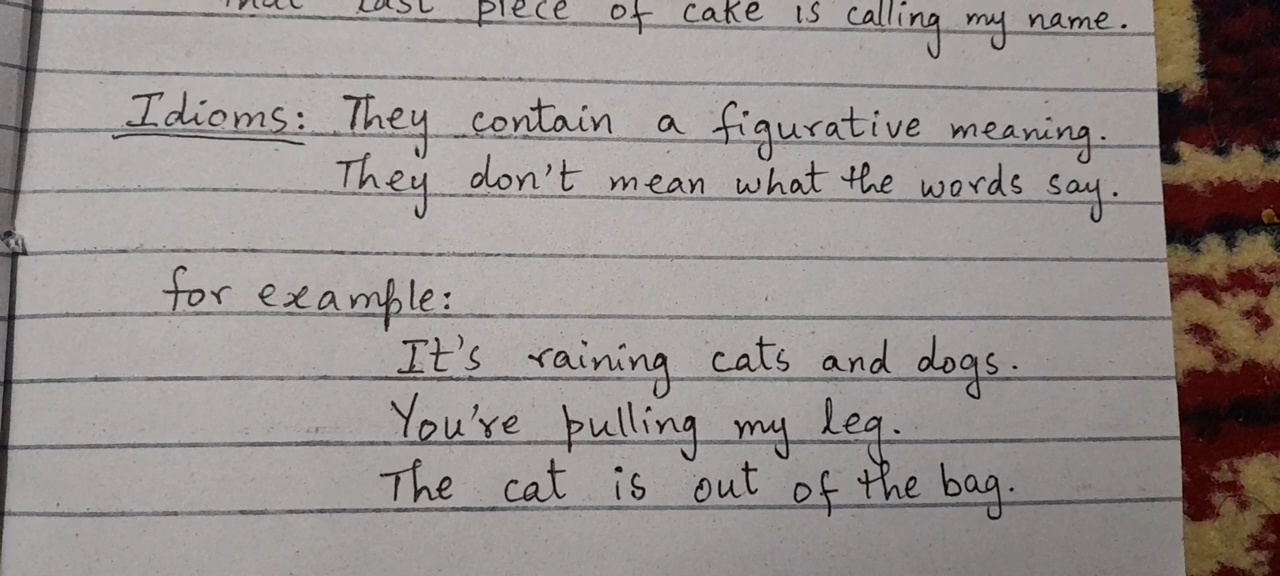 that last piece of cake is calling my name.
Idioms: They contain a figurative meaning.
They don't mean what the words say.
for example:
It's raining cats and dogs.
You're pulling my leg.
The cat is out of the bag.